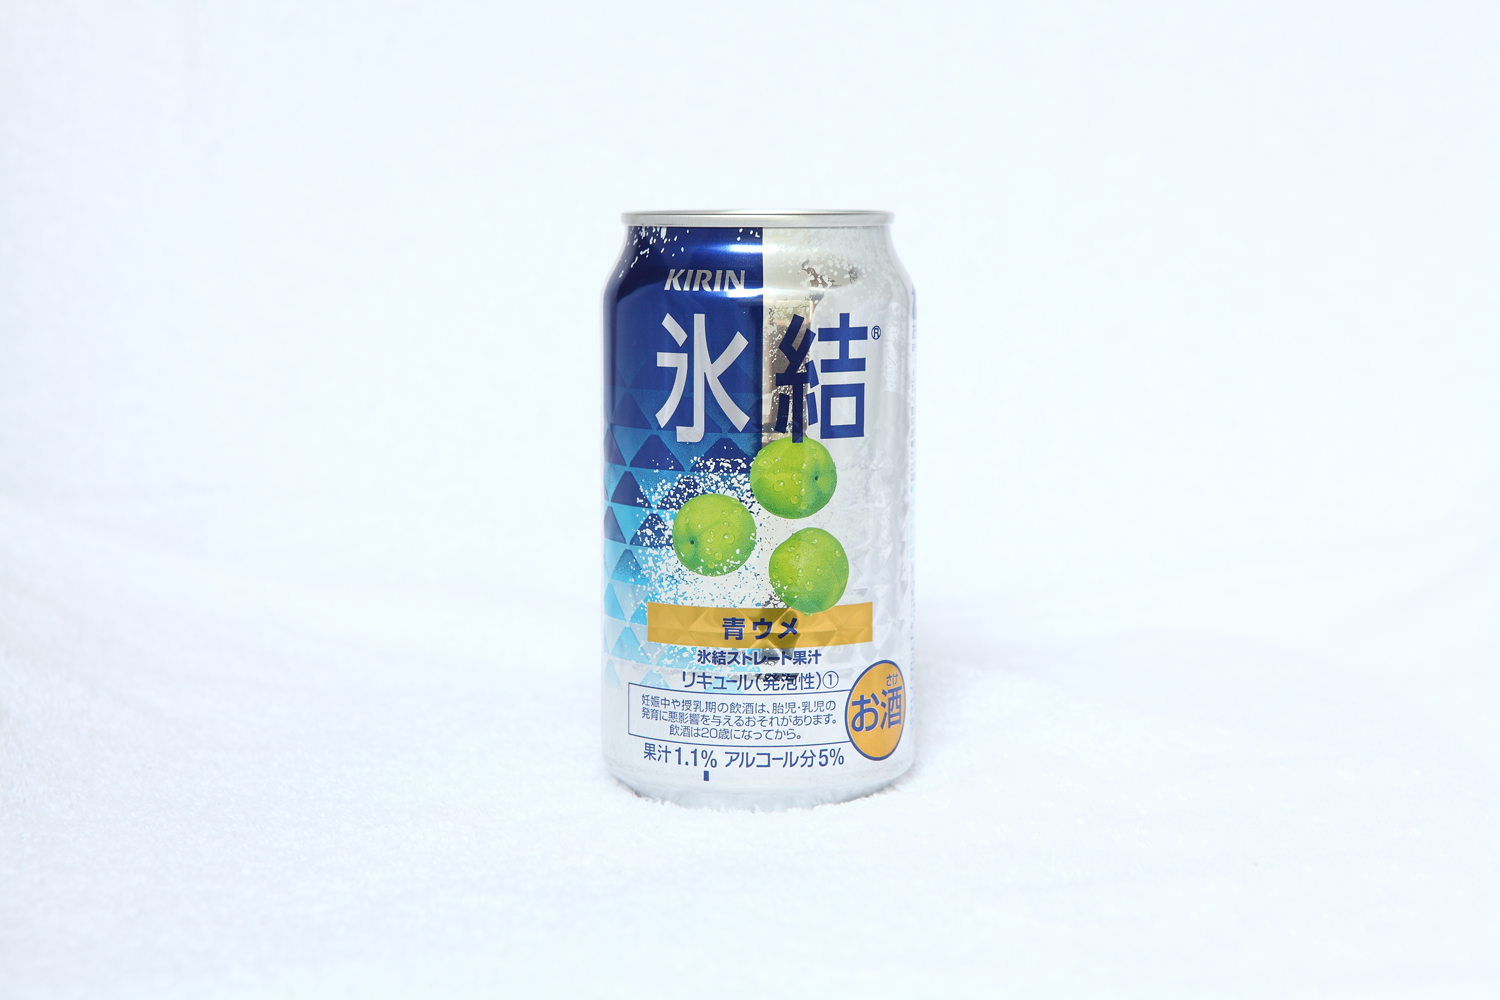 KIRIN
氷結®
青ウメ
氷結ストレート果汁
リキュール(発泡性)①
妊娠中や授乳期の飲酒は、胎児・乳児の
発育に悪影響を与えるおそれがあります。
飲酒は20歳になってから。
さけ
お酒
果汁1.1% アルコール分5%